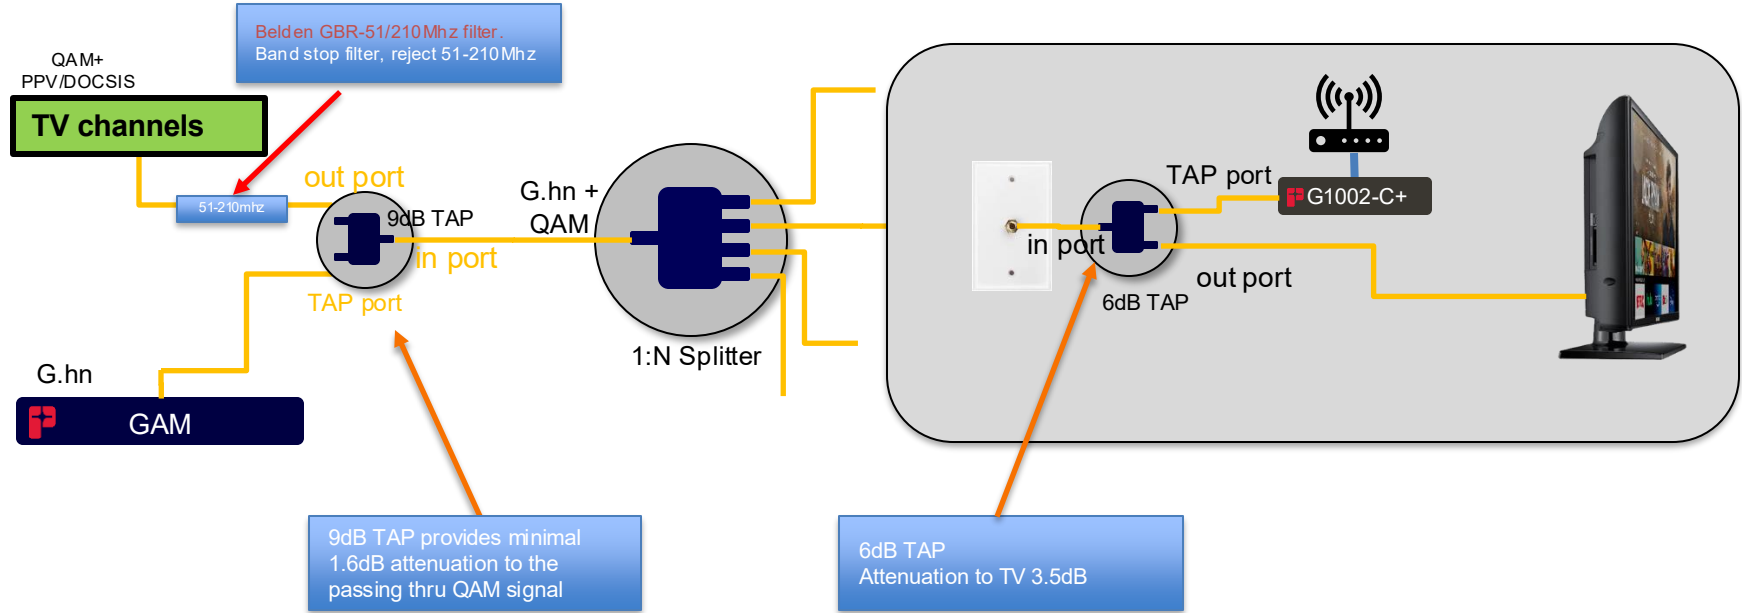 Belden GBR-51/210Mhz filter.
Band stop filter, reject 51-210Mhz
QAM+
PPV/DOCSIS
TV channels
51-210mhz
out port
9dB TAP
in port
TAP port
G.hn +
QAM
1:N Splitter
G.hn
GAM
in port
6dB TAP
TAP port
G1002-C+
out port
9dB TAP provides minimal
1.6dB attenuation to the
passing thru QAM signal
6dB TAP
Attenuation to TV 3.5dB